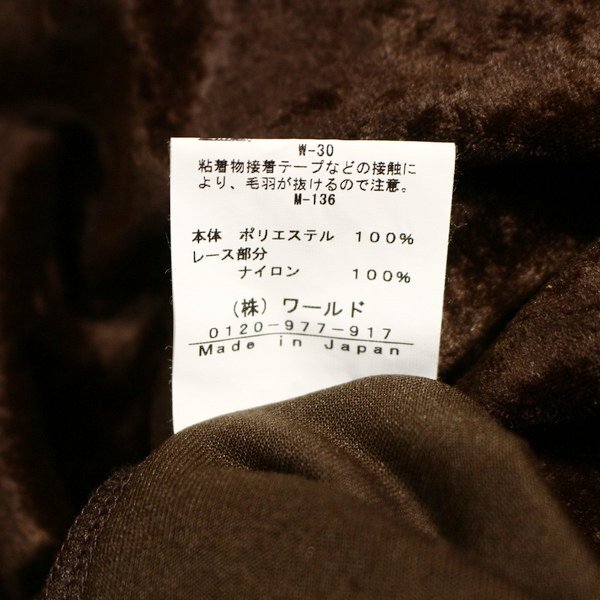 W-30
粘着物接着テープなどの接触に
より、毛羽が抜けるので注意。
M-136
本体 ポリエステル 100%
レース部分
ナイロン 100%
(株)ワールド
0120-977-917
Made in Japan